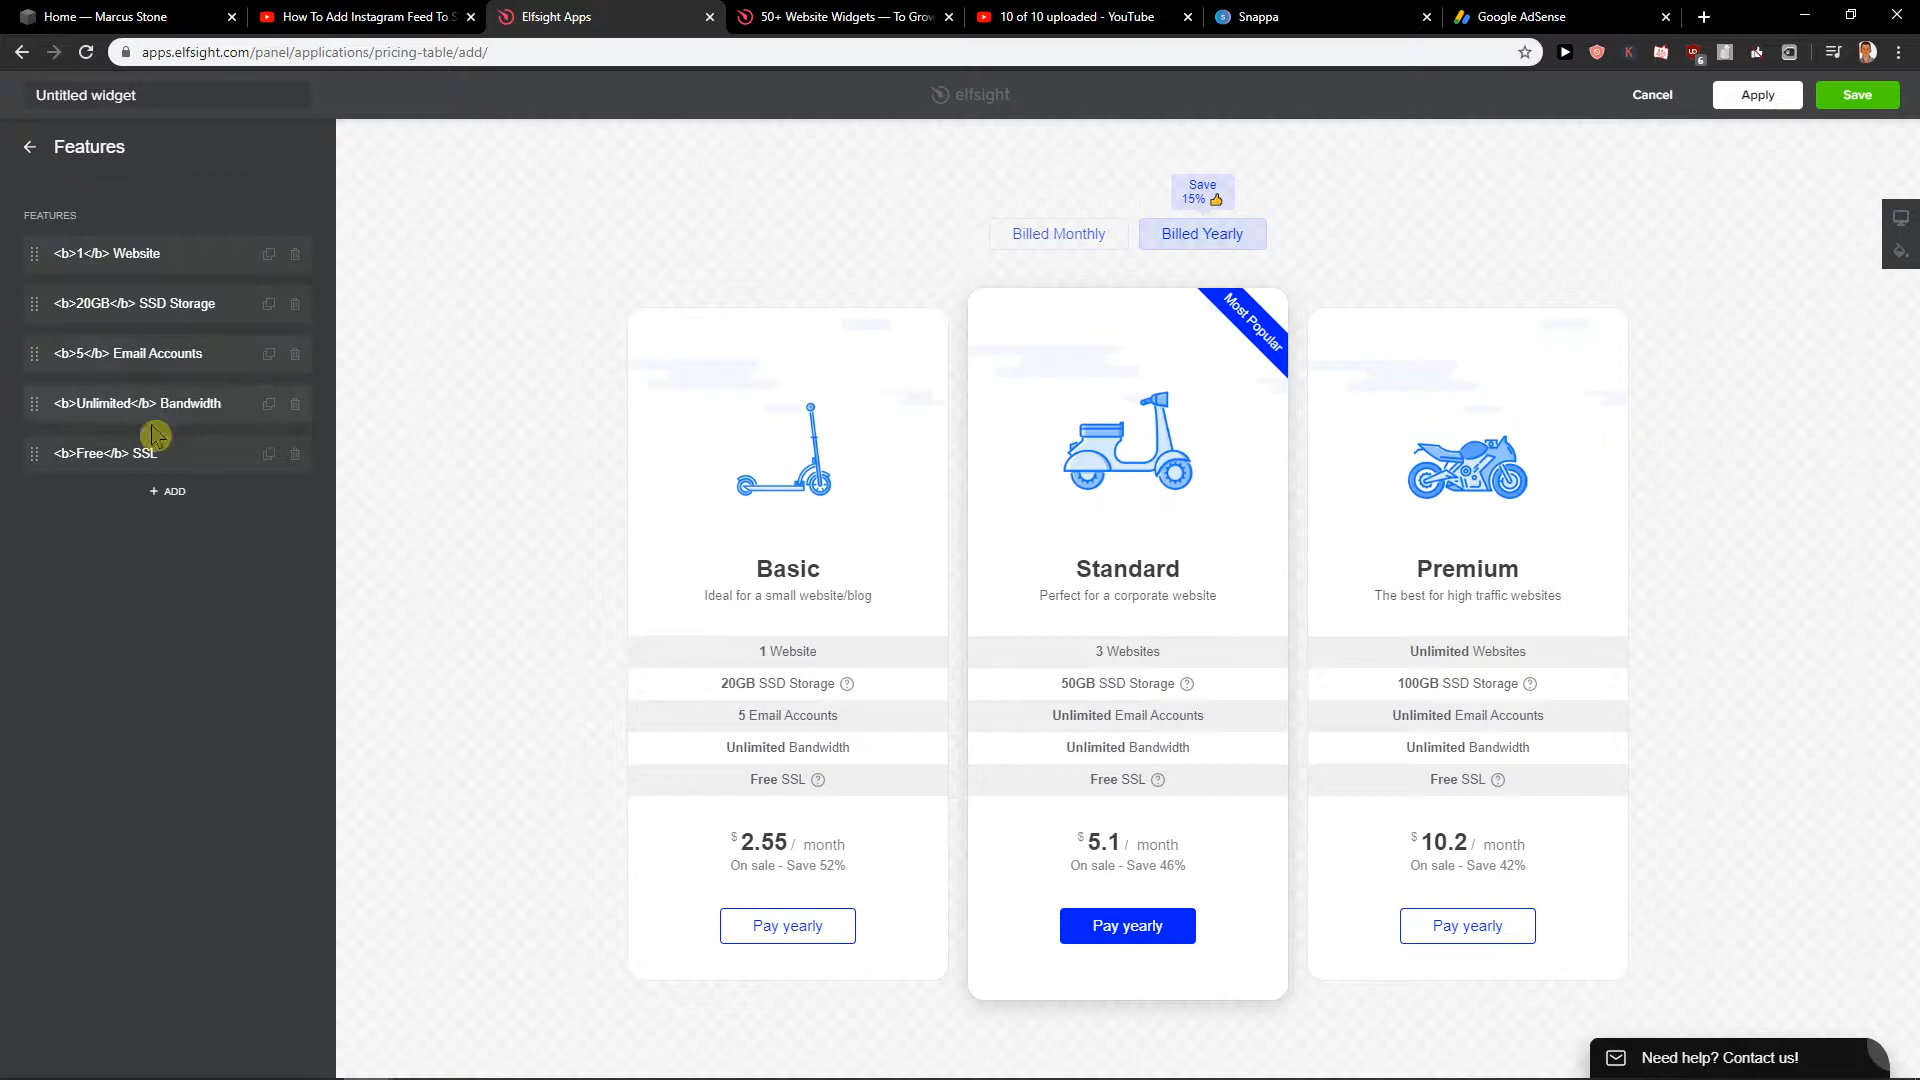 Home — Marcus Stone
How To Add Instagram Feed To S
Elfsight Apps
50+ Website Widgets — To Grow
10 of 10 uploaded - YouTube
Snappa
Google AdSense
apps.elfsight.com/panel/applications/pricing-table/add/
6
Untitled widget
elfsight
Cancel
Apply
Save
Features
FEATURES
<b>1</b> Website
<b>20GB</b> SSD Storage
<b>5</b> Email Accounts
<b>Unlimited</b> Bandwidth
<b>Free</b> SSL
+ ADD
Save
15% 👍
Billed Monthly
Billed Yearly
Most Popular
Basic
Ideal for a small website/blog
1 Website
20GB SSD Storage
5 Email Accounts
Unlimited Bandwidth
Free SSL
$ 2.55 / month
On sale - Save 52%
Pay yearly
Standard
Perfect for a corporate website
3 Websites
50GB SSD Storage
Unlimited Email Accounts
Unlimited Bandwidth
Free SSL
$ 5.1 / month
On sale - Save 46%
Pay yearly
Premium
The best for high traffic websites
Unlimited Websites
100GB SSD Storage
Unlimited Email Accounts
Unlimited Bandwidth
Free SSL
$ 10.2 / month
On sale - Save 42%
Pay yearly
Need help? Contact us!